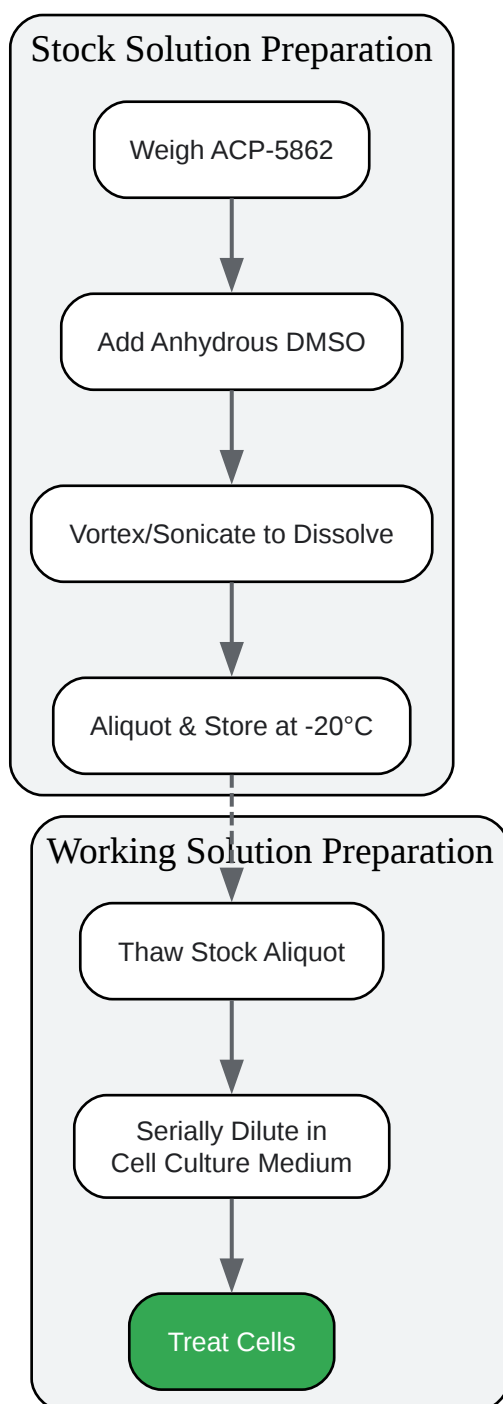 Stock Solution Preparation
Weigh ACP-5862
Add Anhydrous DMSO
Vortex/Sonicate to Dissolve
Aliquot & Store at -20°C
Working Solution Preparation
Thaw Stock Aliquot
Serially Dilute in
Cell Culture Medium
Treat Cells